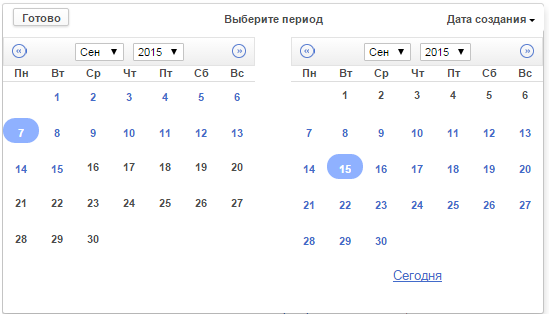 Готово Выберите период Дата создания
Сен 2015 Сен 2015
Пн Вт Ср Чт Пт Сб Вс Пн Вт Ср Чт Пт Сб Вс
1 2 3 4 5 6 1 2 3 4 5 6
7 8 9 10 11 12 13 7 8 9 10 11 12 13
14 15 16 17 18 19 20 14 15 16 17 18 19 20
21 22 23 24 25 26 27 21 22 23 24 25 26 27
28 29 30 28 29 30
Сегодня